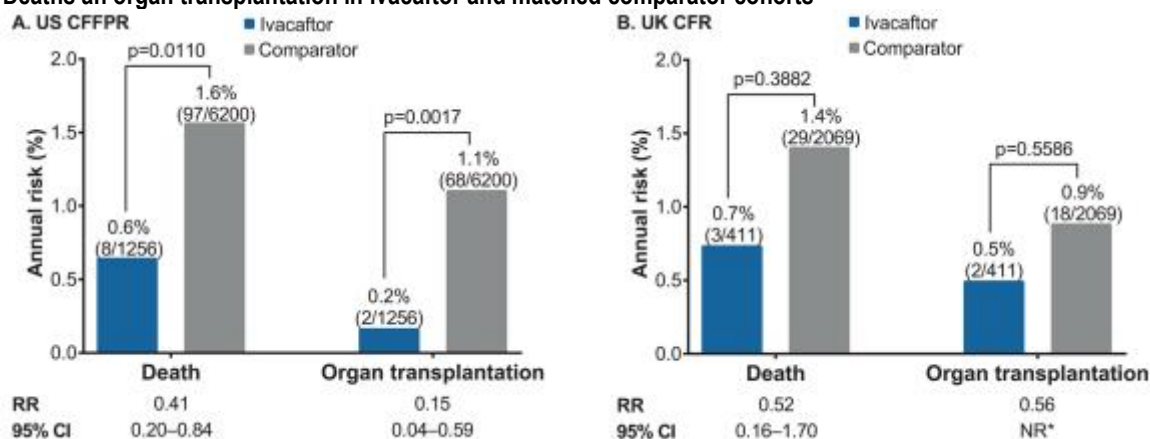 Deaths an organ transplantation in ivacaftor and matched comparator cohorts
A. US CFFPR
Ivacaftor
Comparator
Annual risk (%)
2.0
1.5
1.0
0.5
0.0
p=0.0110
1.6%
(97/6200)
0.6%
(8/1256)
p=0.0017
1.1%
(68/6200)
0.2%
(2/1256)
Death
Organ transplantation
RR
0.41
0.15
95% CI
0.20–0.84
0.04–0.59
B. UK CFR
Ivacaftor
Comparator
Annual risk (%)
2.0
1.5
1.0
0.5
0.0
p=0.3882
1.4%
(29/2069)
0.7%
(3/411)
p=0.5586
0.9%
(18/2069)
0.5%
(2/411)
Death
Organ transplantation
RR
0.52
0.56
95% CI
0.16–1.70
NR*